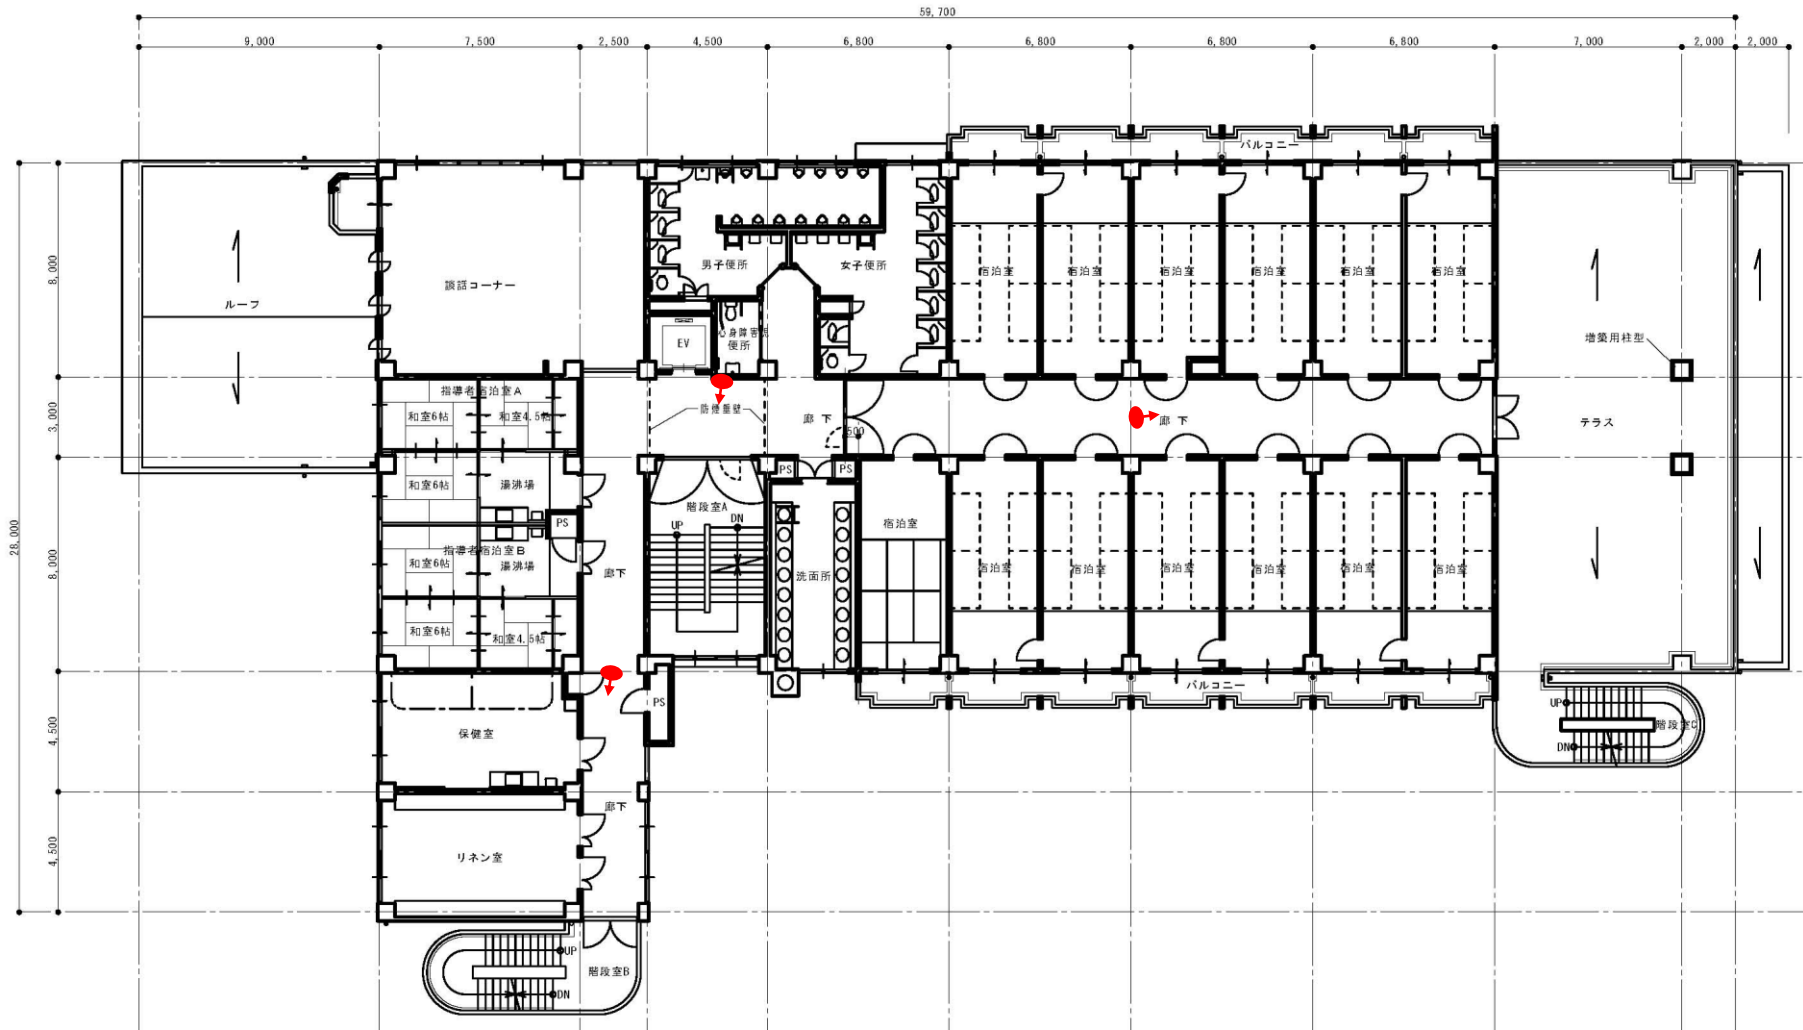 59,700
9,000
7,500
2,500
4,500
6,800
6,800
6,800
6,800
7,000
2,000
2,000
28,000
8,000
3,000
8,000
4,500
4,500
バルコニー
ルーフ
談話コーナー
男子便所
女子便所
EV
心身障害児
便所
宿泊室
宿泊室
宿泊室
宿泊室
宿泊室
宿泊室
増築用柱型
指導者宿泊室A
和室6帖
和室4.5帖
防煙垂壁
廊下
500
廊下
テラス
和室6帖
湯沸場
PS
指導者宿泊室B
和室6帖
湯沸場
和室6帖
和室4.5帖
廊下
階段室A
UP
DN
PS
PS
洗面所
宿泊室
宿泊室
宿泊室
宿泊室
宿泊室
宿泊室
宿泊室
バルコニー
保健室
PS
UP
DN
階段室C
廊下
リネン室
UP
DN
階段室B